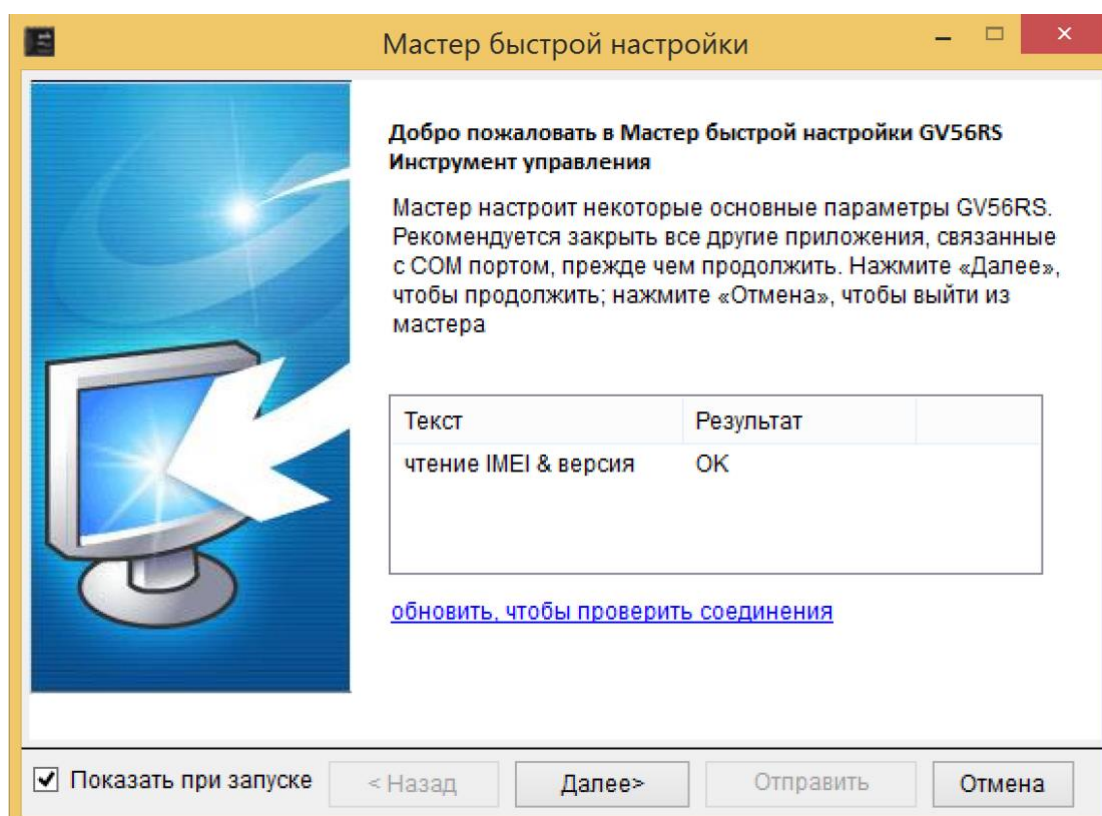 Мастер быстрой настройки
Добро пожаловать в Мастер быстрой настройки GV56RS
Инструмент управления
Мастер настроит некоторые основные параметры GV56RS.
Рекомендуется закрыть все другие приложения, связанные
с COM портом, прежде чем продолжить. Нажмите «Далее»,
чтобы продолжить; нажмите «Отмена», чтобы выйти из
мастера
Текст Результат
чтение IMEI & версия OK
обновить, чтобы проверить соединения
Показать при запуске < Назад Далее> Отправить Отмена